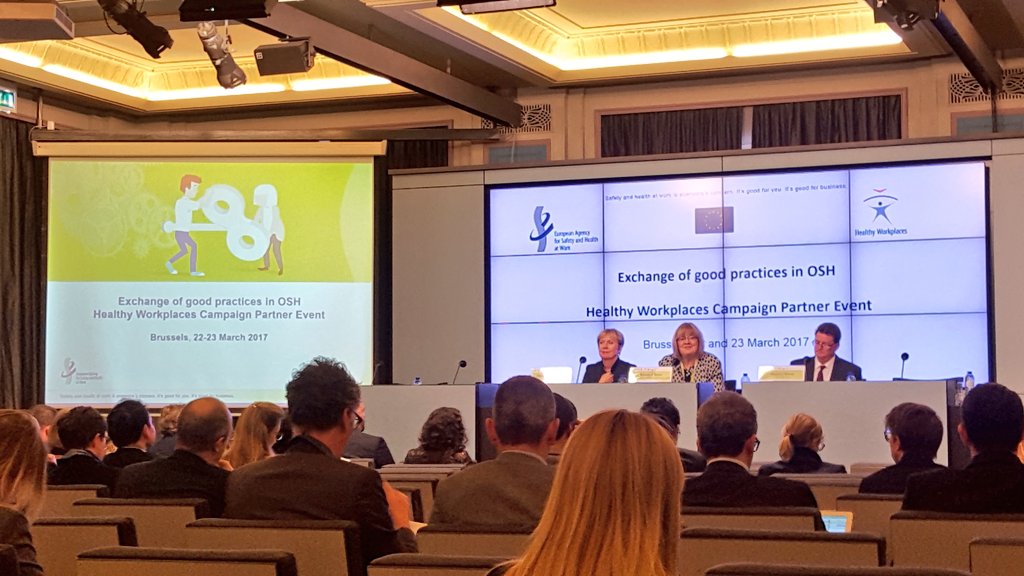 Exchange of good practices in OSH
Healthy Workplaces Campaign Partner Event
Brussels, 22-23 March 2017
Safety and health at work is everyone's concern. It's good for you. It's good for business.
European Agency
for Safety and Health
at Work
Healthy Workplaces
Exchange of good practices in OSH
Healthy Workplaces Campaign Partner Event
and 23 March 2017